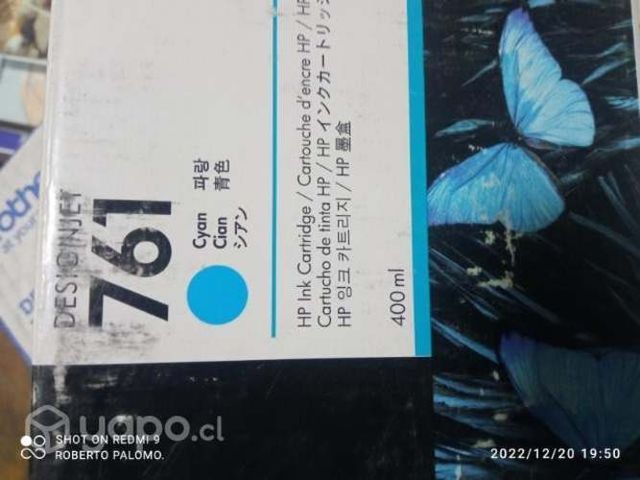 DESIGNJET
761
Cyan
Cian
シアン
파랑
青色
HP Ink Cartridge / Cartouche d'encre HP / HP
Cartucho de tinta HP / HP インクカートリッジ
HP 잉크 카트리지 / HP 墨盒
400 ml
yapo.cl
SHOT ON REDMI 9
ROBERTO PALOMO.
2022/12/20 19:50